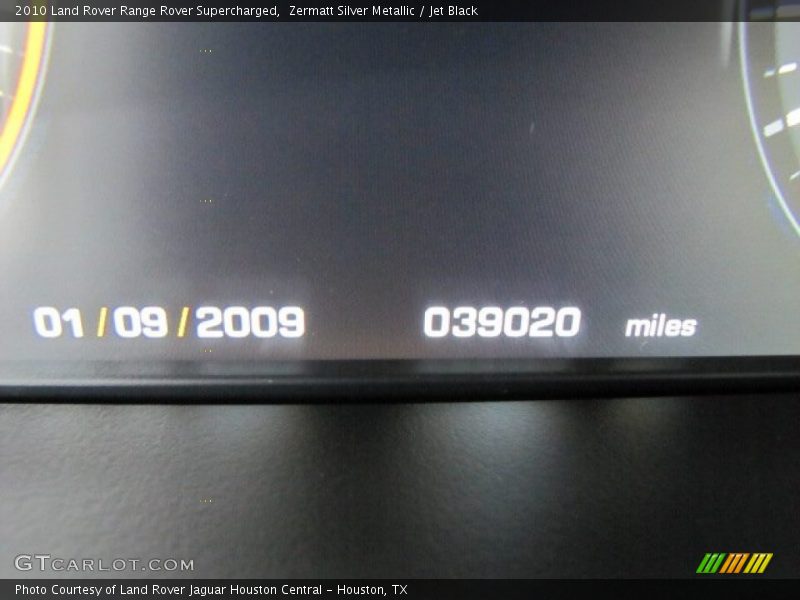 2010 Land Rover Range Rover Supercharged,  Zermatt Silver Metallic / Jet Black
01/09/2009 039020 miles
GTCARLOT.COM
Photo Courtesy of Land Rover Jaguar Houston Central - Houston, TX